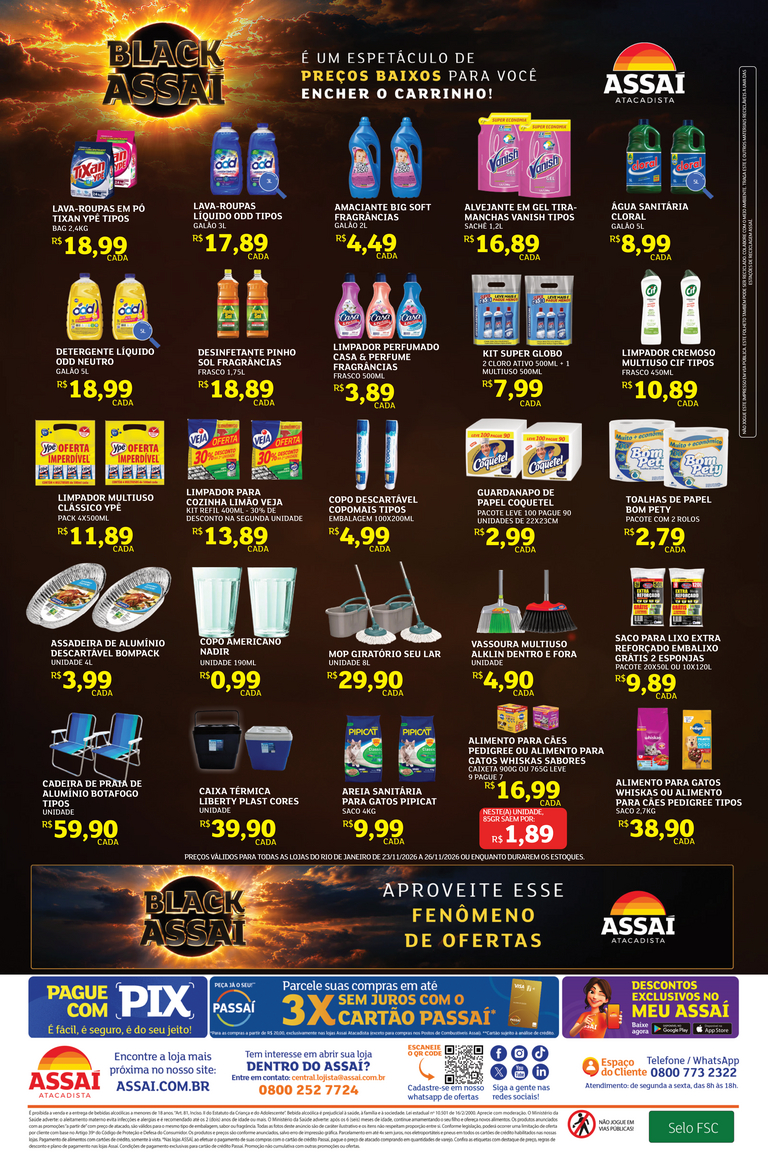 BLACK
ASSAÍ
É UM ESPETÁCULO DE
PREÇOS BAIXOS PARA VOCÊ
ENCHER O CARRINHO!
ASSAÍ
ATACADISTA
LAVA-ROUPAS EM PÓ
TIXAN YPÊ TIPOS
BAG 2,4KG
R$18,99
CADA
LAVA-ROUPAS
LÍQUIDO ODD TIPOS
GALÃO 3L
R$17,89
CADA
AMACIANTE BIG SOFT
FRAGRÂNCIAS
GALÃO 2L
R$4,49
CADA
ALVEJANTE EM GEL TIRA-
MANCHAS VANISH TIPOS
SACHÊ 1,2L
R$16,89
CADA
ÁGUA SANITÁRIA
CLORAL
GALÃO 5L
R$8,99
CADA
DETERGENTE LÍQUIDO
ODD NEUTRO
GALÃO 5L
R$18,99
CADA
DESINFETANTE PINHO
SOL FRAGRÂNCIAS
FRASCO 1,75L
R$18,89
CADA
LIMPADOR PERFUMADO
CASA & PERFUME
FRAGRÂNCIAS
FRASCO 500ML
R$3,89
CADA
KIT SUPER GLOBO
2 CLORO ATIVO 500ML + 1
MULTIUSO 500ML
R$7,99
CADA
LIMPADOR CREMOSO
MULTIUSO CIF TIPOS
FRASCO 450ML
R$10,89
CADA
LIMPADOR MULTIUSO
CLÁSSICO YPÊ
PACK 4X500ML
R$11,89
CADA
LIMPADOR PARA
COZINHA LIMÃO VEJA
KIT REFIL 400ML - 30% DE
DESCONTO NA SEGUNDA UNIDADE
R$13,89
CADA
COPO DESCARTÁVEL
COPOMAIS TIPOS
EMBALAGEM 100X200ML
R$4,99
CADA
GUARDANAPO DE
PAPEL COQUETEL
PACOTE LEVE 100 PAGUE 90
UNIDADES DE 22X23CM
R$2,99
CADA
TOALHAS DE PAPEL
BOM PETY
PACOTE COM 2 ROLOS
R$2,79
CADA
ASSADEIRA DE ALUMÍNIO
DESCARTÁVEL BOMPACK
UNIDADE 4L
R$3,99
CADA
COPO AMERICANO
NADIR
UNIDADE 190ML
R$0,99
CADA
MOP GIRATÓRIO SEU LAR
UNIDADE 8L
R$29,90
CADA
VASSOURA MULTIUSO
ALKLIN DENTRO E FORA
UNIDADE
R$4,90
CADA
SACO PARA LIXO EXTRA
REFORÇADO EMBALIXO
GRÁTIS 2 ESPONJAS
PACOTE 20X50L OU 10X120L
R$9,89
CADA
CADEIRA DE PRAIA DE
ALUMÍNIO BOTAFOGO
TIPOS
UNIDADE
R$59,90
CADA
CAIXA TÉRMICA
LIBERTY PLAST CORES
UNIDADE
R$39,90
CADA
AREIA SANITÁRIA
PARA GATOS PIPICAT
SACO 4KG
R$9,99
CADA
ALIMENTO PARA CÃES
PEDIGREE OU ALIMENTO PARA
GATOS WHISKAS SABORES
CAIXETA 900G OU 765G LEVE
9 PAGUE 7
R$16,99
CADA
NESTE(A) UNIDADE,
85GR SAEM POR:
R$1,89
ALIMENTO PARA GATOS
WHISKAS OU ALIMENTO
PARA CÃES PEDIGREE TIPOS
SACO 2,7KG
R$38,90
CADA
PREÇOS VÁLIDOS PARA TODAS AS LOJAS DO RIO DE JANEIRO DE 23/11/2026 A 26/11/2026 OU ENQUANTO DURAREM OS ESTOQUES.
BLACK
ASSAÍ
APROVEITE ESSE
FENÔMENO
DE OFERTAS
ASSAÍ
ATACADISTA
PAGUE
COM PIX
É fácil, é seguro, é do seu jeito!
PEÇA JÁ O SEU!*
PASSAÍ
Parcele suas compras em até
3X SEM JUROS COM O
CARTÃO PASSAÍ*
DESCONTOS
EXCLUSIVOS NO
MEU ASSAÍ
Baixe
agora
Google Play
App Store
ASSAÍ
ATACADISTA
Encontre a loja mais
próxima no nosso site:
ASSAI.COM.BR
Tem interesse em abrir sua loja
DENTRO DO ASSAÍ?
Entre em contato: central.lojista@assai.com.br
0800 252 7724
ESCANEIE
O QR CODE
Cadastre-se em nosso
whatsapp de ofertas
Siga a gente nas
redes sociais!
Espaço
do Cliente
Telefone / WhatsApp
0800 773 2322
Atendimento: de segunda a sexta, das 8h às 18h.
NÃO JOGUE EM
VIAS PÚBLICAS!
Selo FSC